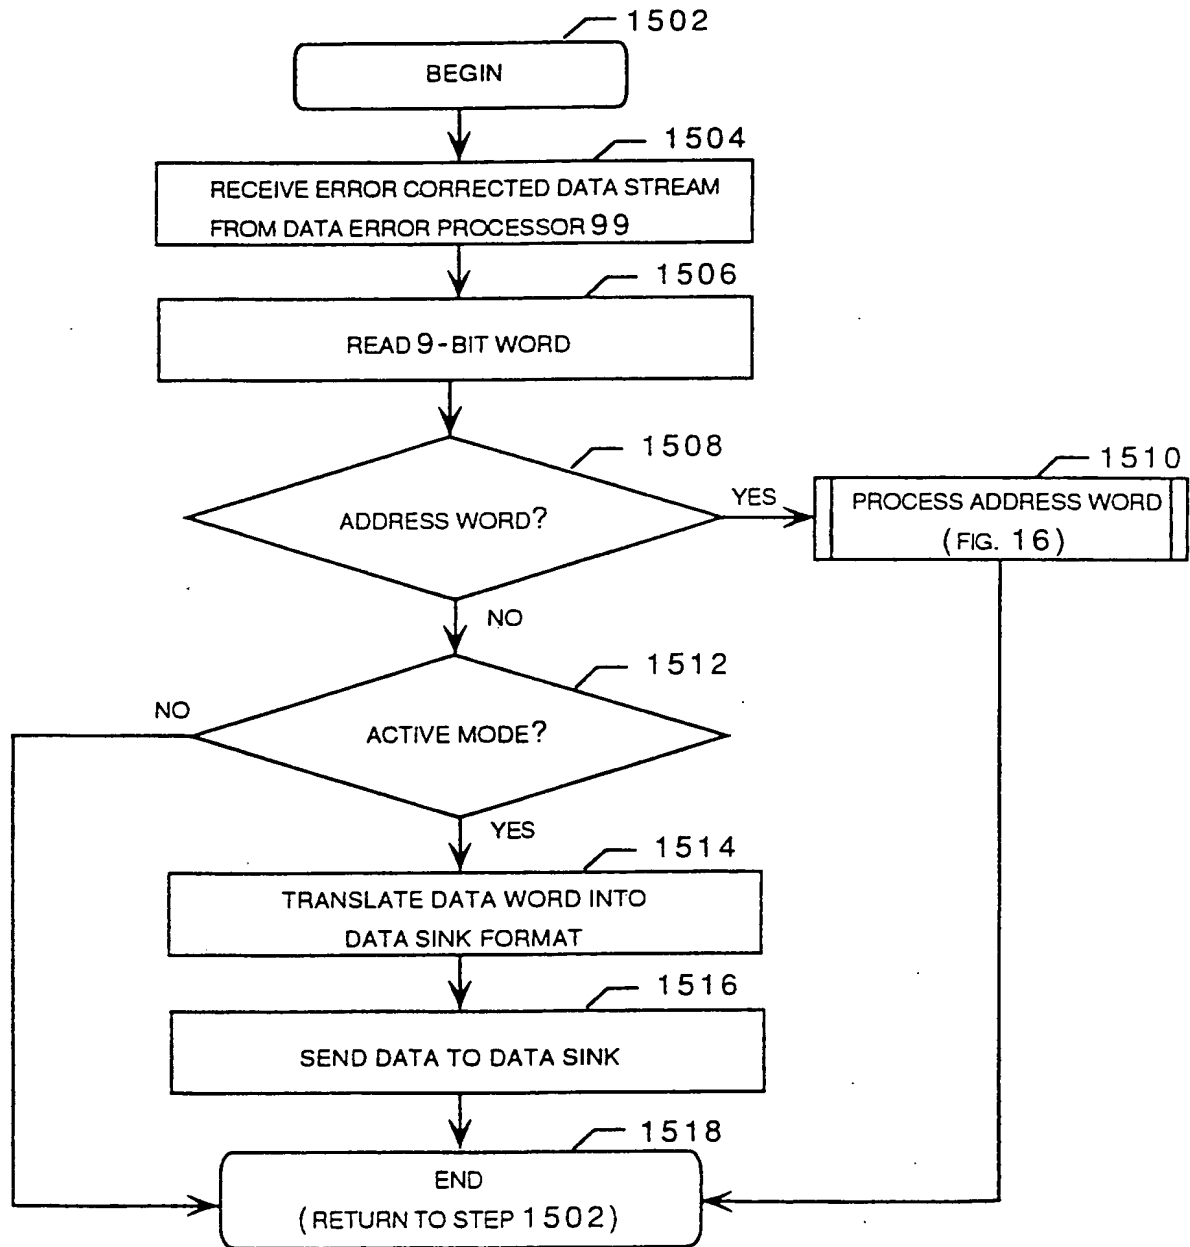 1502
BEGIN
1504
RECEIVE ERROR CORRECTED DATA STREAM
FROM DATA ERROR PROCESSOR 99
1506
READ 9-BIT WORD
1508
ADDRESS WORD?
YES
1510
PROCESS ADDRESS WORD
(FIG. 16)
NO
1512
NO
ACTIVE MODE?
YES
1514
TRANSLATE DATA WORD INTO
DATA SINK FORMAT
1516
SEND DATA TO DATA SINK
1518
END
(RETURN TO STEP 1502)